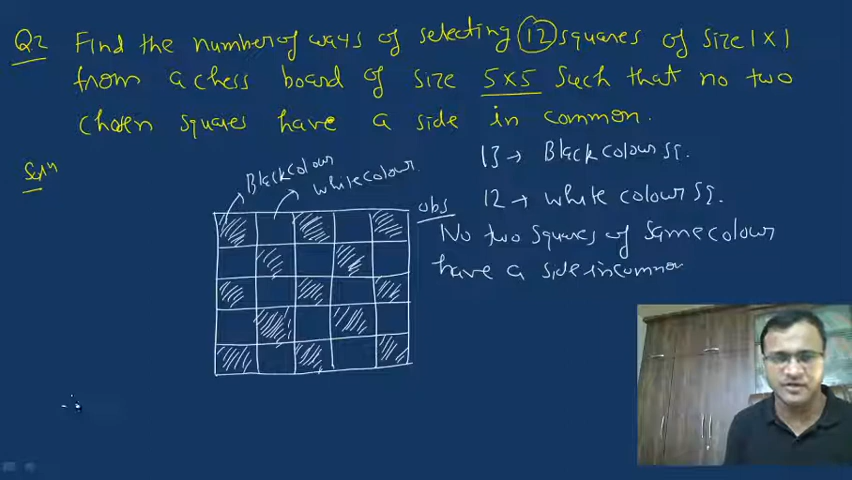 Q2 Find the number of ways of selecting 12 squares of size 1×1
from a chess board of size 5×5 such that no two
chosen squares have a side in common.
Solⁿ
Black colour
white colour
13 → Black colour sq.
12 → white colour sq.
obs
No two squares of same colour
have a side in common